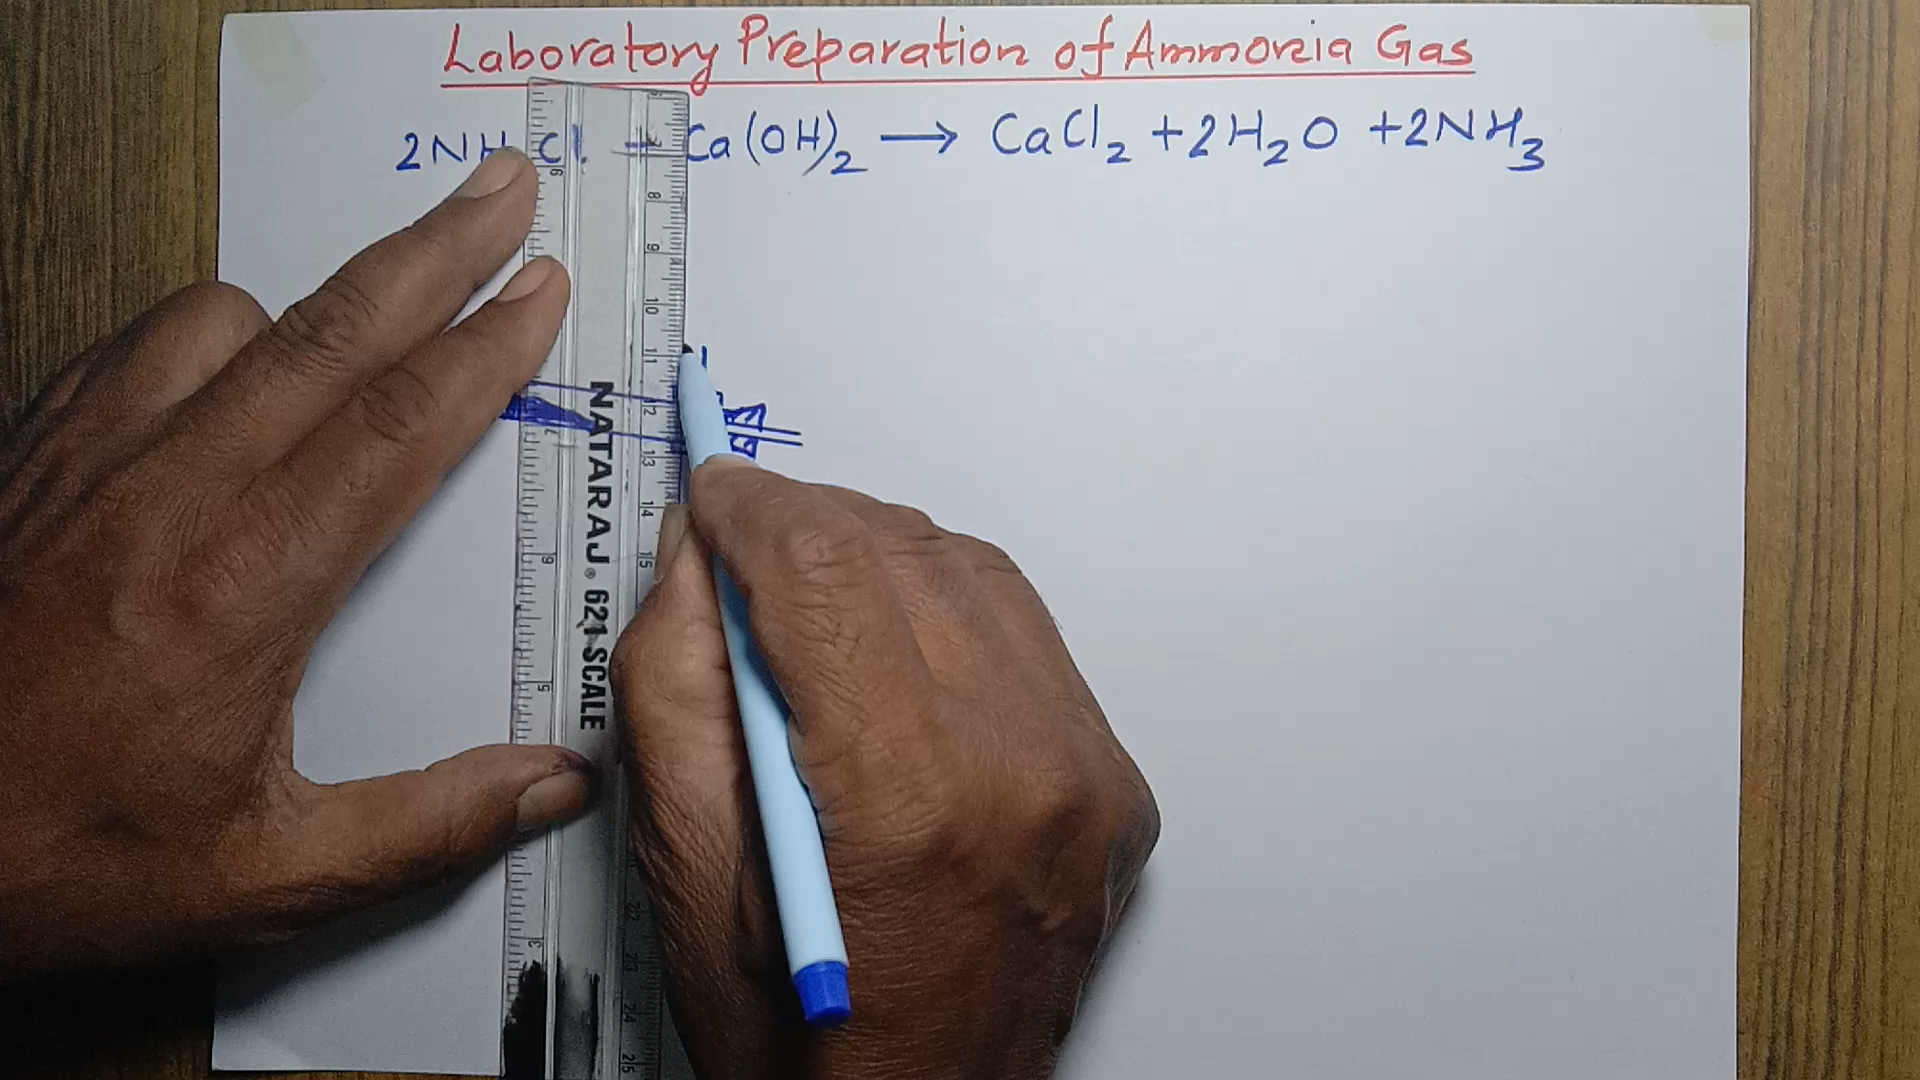 Laboratory Preparation of Ammonia Gas
2NH Cl + Ca(OH)₂ → CaCl₂ + 2H₂O + 2NH₃
NATARAJ. 621 SCALE